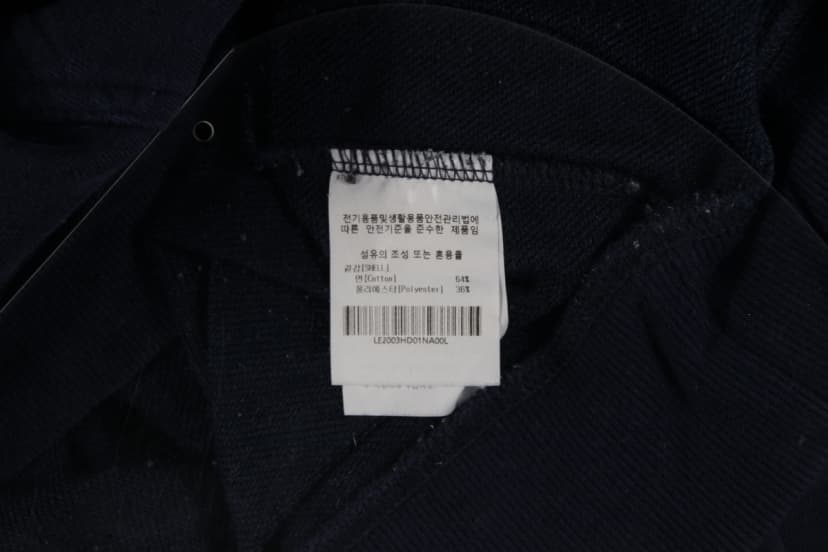 전기용품및생활용품안전관리법에
따른 안전기준을 준수한 제품임
섬유의 조성 또는 혼용율
겉감[SHELL]
면[Cotton] 64%
폴리에스터[Polyester] 36%
LE2003HD01NA00L